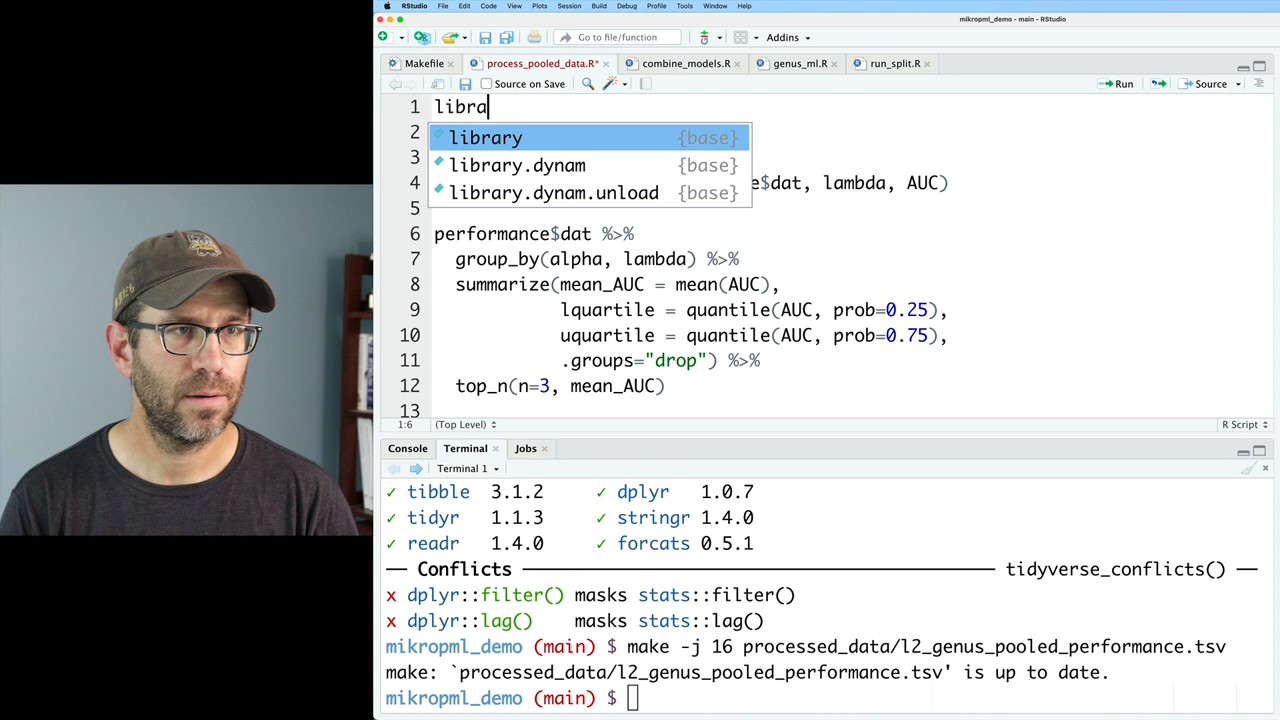 RStudio File Edit Code View Plots Session Build Debug Profile Tools Window Help
mikropml_demo - main - RStudio
Go to file/function Addins
Makefile process_pooled_data.R* combine_models.R genus_ml.R run_split.R
Source on Save Run Source
1 libra
2 library {base}
3 library.dynam {base}
4 library.dynam.unload {base} e$dat, lambda, AUC)
5
6 performance$dat %>%
7 group_by(alpha, lambda) %>%
8 summarize(mean_AUC = mean(AUC),
9 lquartile = quantile(AUC, prob=0.25),
10 uquartile = quantile(AUC, prob=0.75),
11 .groups="drop") %>%
12 top_n(n=3, mean_AUC)
13
1:6 (Top Level) R Script
Console Terminal Jobs
Terminal 1
✓ tibble 3.1.2 ✓ dplyr 1.0.7
✓ tidyr 1.1.3 ✓ stringr 1.4.0
✓ readr 1.4.0 ✓ forcats 0.5.1
── Conflicts ── tidyverse_conflicts() ──
x dplyr::filter() masks stats::filter()
x dplyr::lag() masks stats::lag()
mikropml_demo (main) $ make -j 16 processed_data/l2_genus_pooled_performance.tsv
make: `processed_data/l2_genus_pooled_performance.tsv' is up to date.
mikropml_demo (main) $